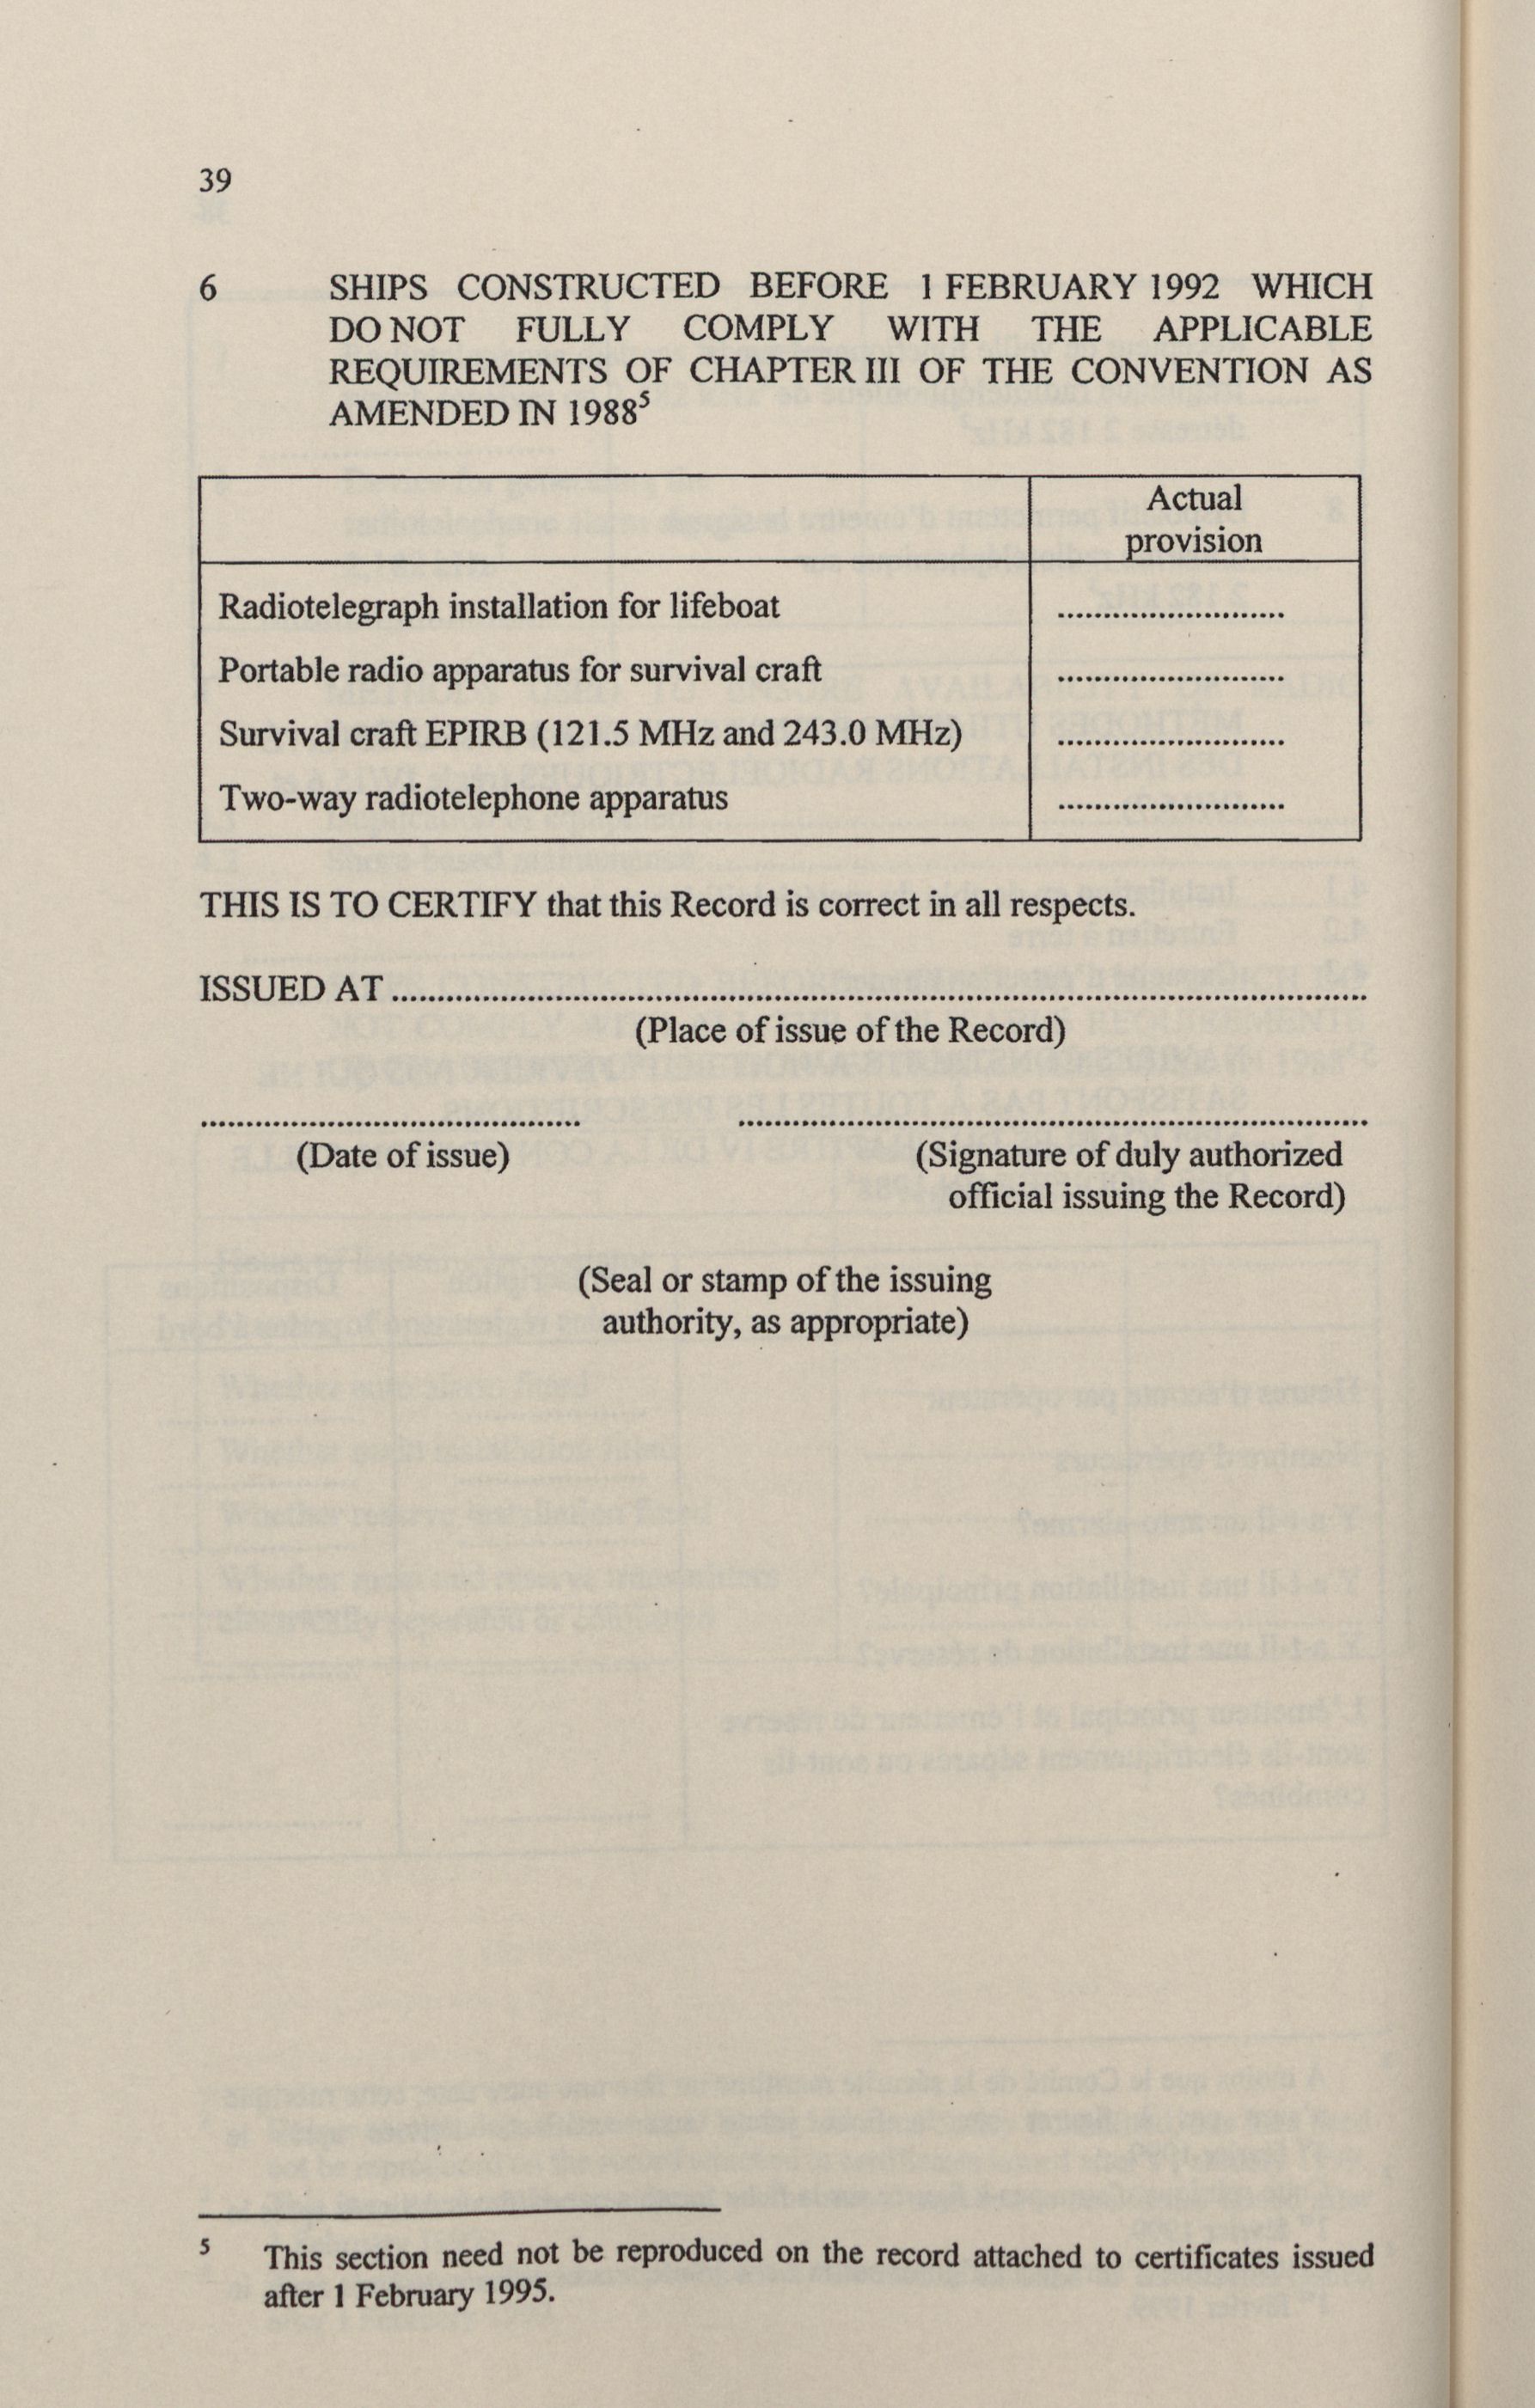 39
6 SHIPS CONSTRUCTED BEFORE 1 FEBRUARY 1992 WHICH
DO NOT FULLY COMPLY WITH THE APPLICABLE
REQUIREMENTS OF CHAPTER III OF THE CONVENTION AS
AMENDED IN 1988⁵
Actual
provision
Radiotelegraph installation for lifeboat .........................
Portable radio apparatus for survival craft .........................
Survival craft EPIRB (121.5 MHz and 243.0 MHz) .........................
Two-way radiotelephone apparatus .........................
THIS IS TO CERTIFY that this Record is correct in all respects.
ISSUED AT ..........................................................................................................
(Place of issue of the Record)
.......................................... ......................................................................
(Date of issue) (Signature of duly authorized
official issuing the Record)
(Seal or stamp of the issuing
authority, as appropriate)
5 This section need not be reproduced on the record attached to certificates issued
after 1 February 1995.